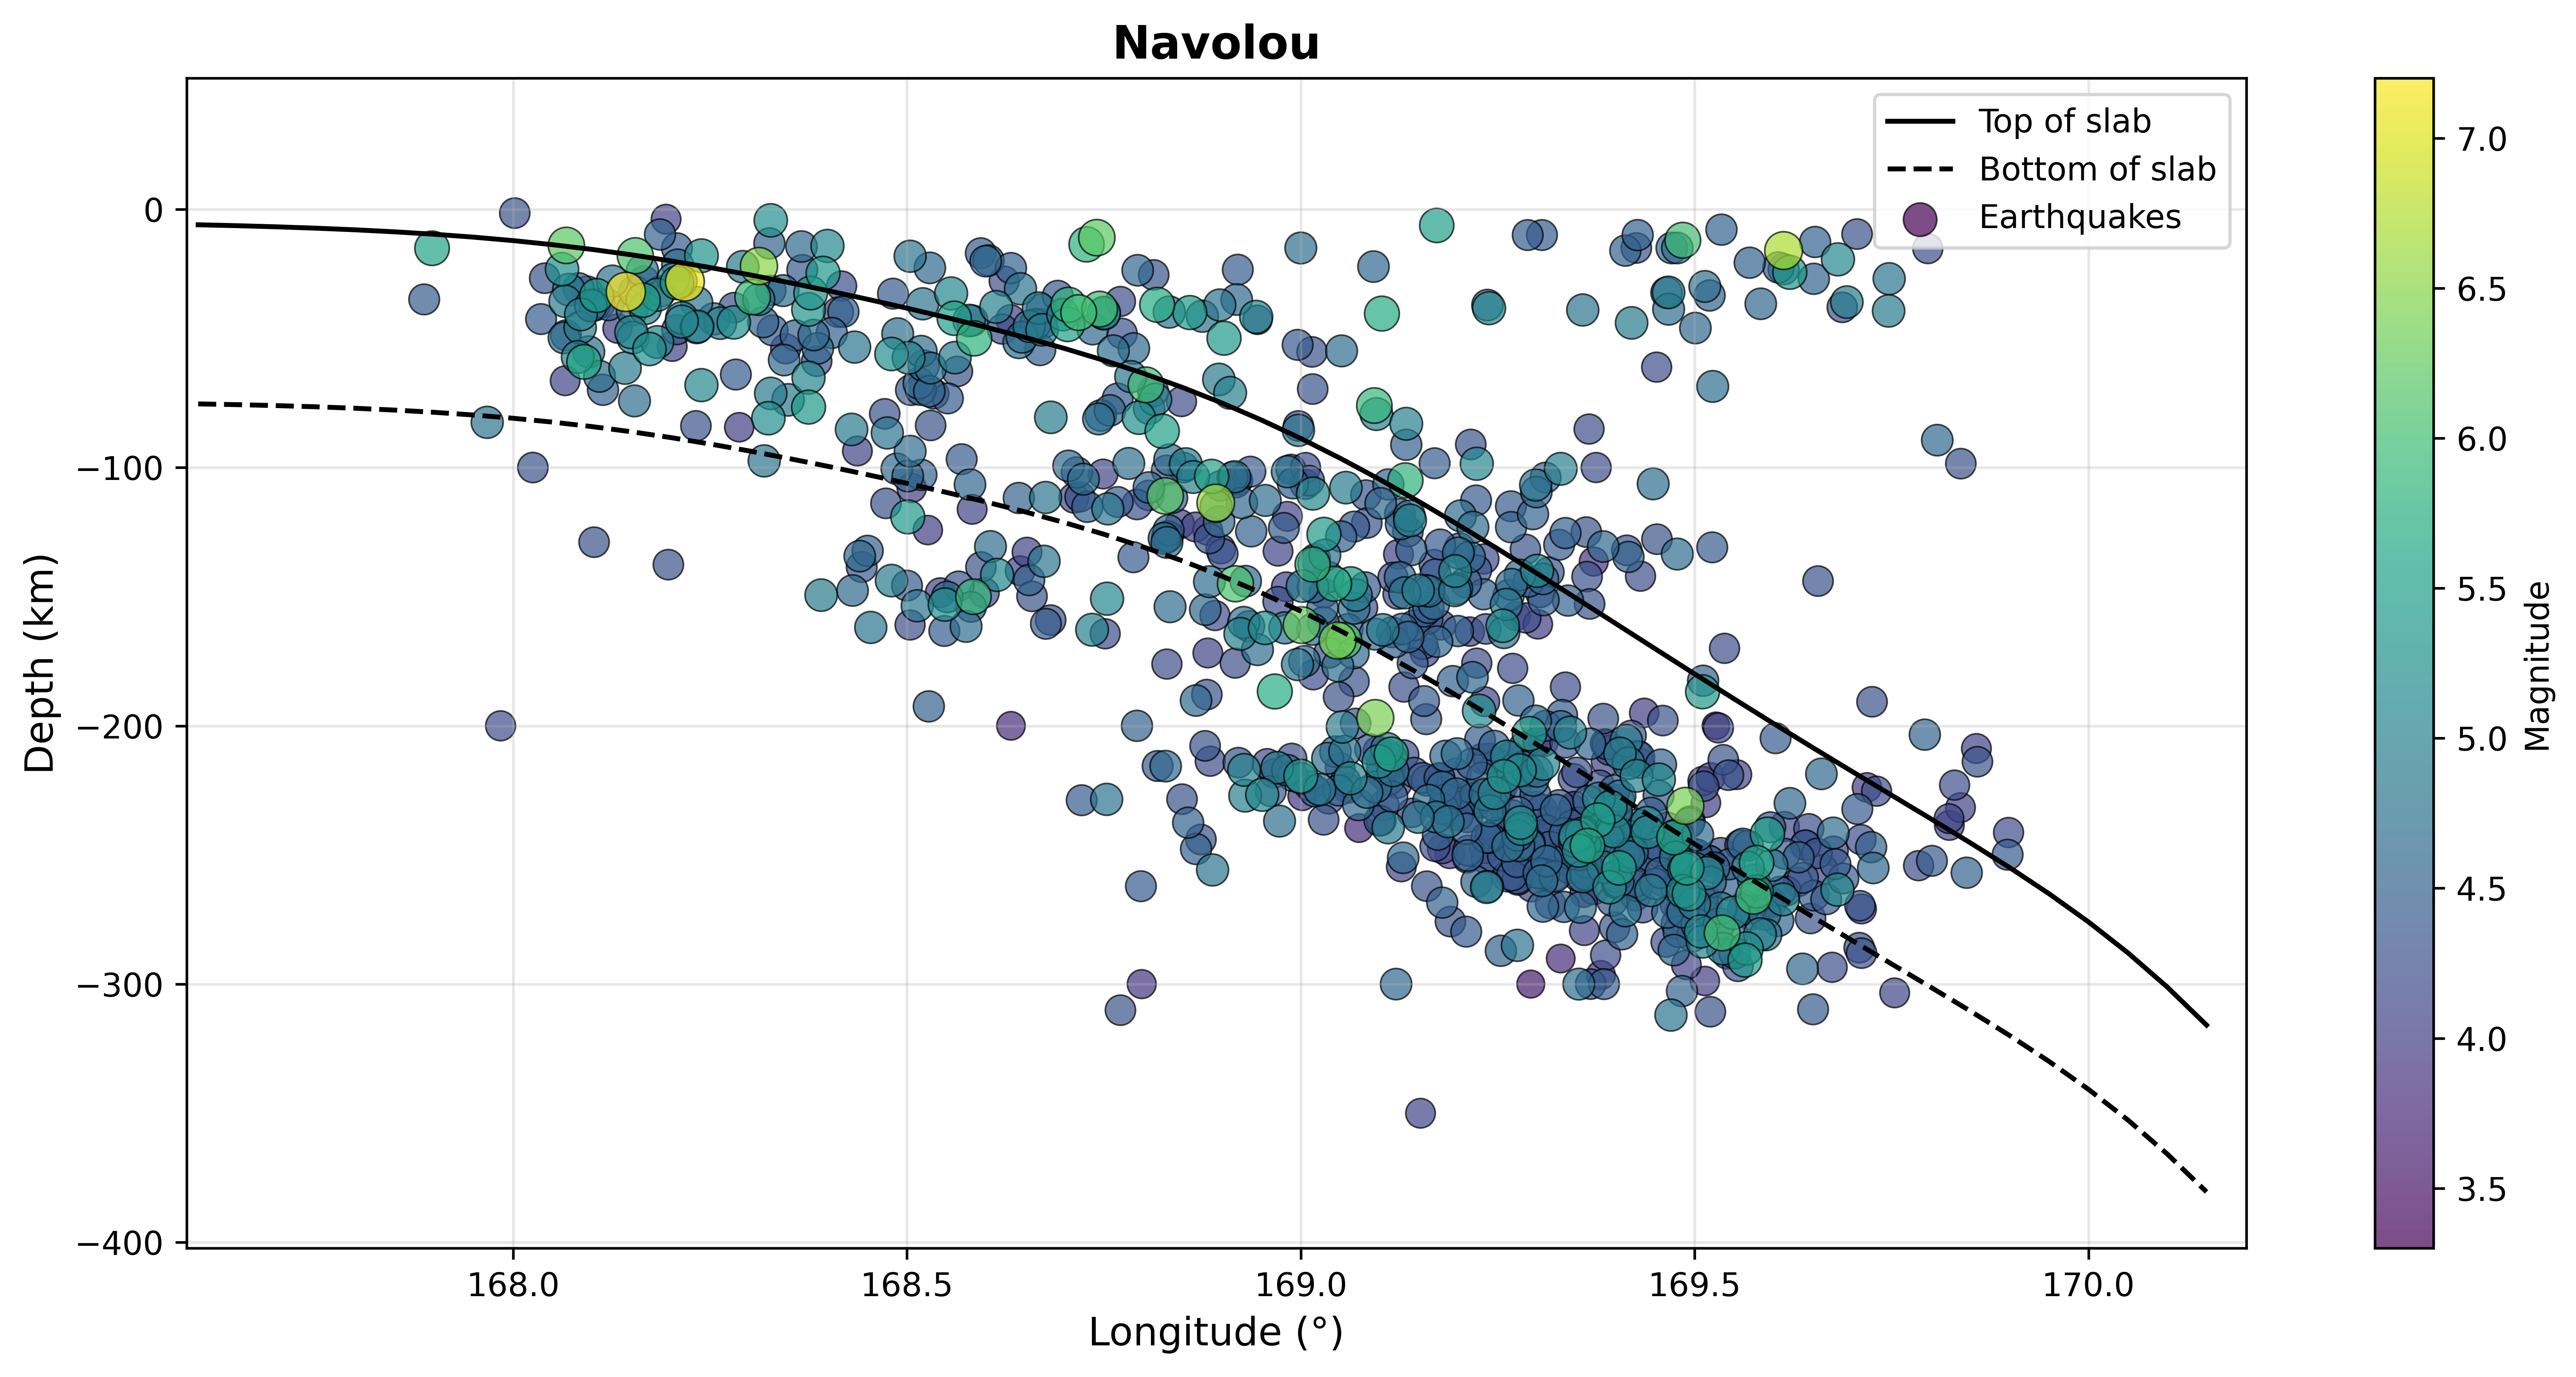 Navolou
Top of slab
Bottom of slab
Earthquakes
0
−100
−200
−300
−400
Depth (km)
168.0
168.5
169.0
169.5
170.0
Longitude (°)
7.0
6.5
6.0
5.5
5.0
4.5
4.0
3.5
Magnitude